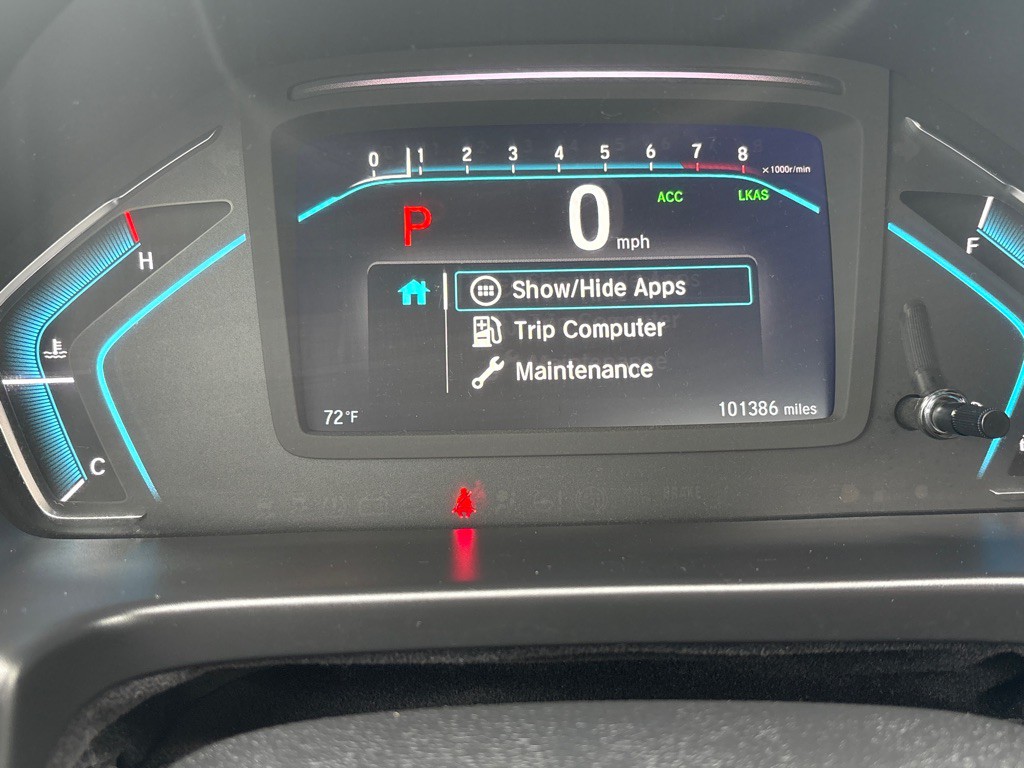 0 1 2 3 4 5 6 7 8 x1000r/min
ACC LKAS
P 0 mph
H
F
Show/Hide Apps
Trip Computer
Maintenance
72°F 101386 miles
C